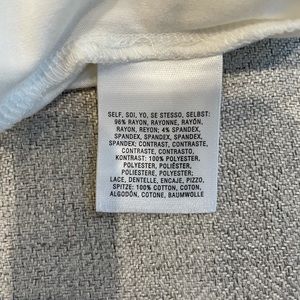 SELF, SOI, YO, SE STESSO, SELBST:
96% RAYON, RAYONNE, RAYÓN,
RAYON, REYON; 4% SPANDEX,
SPANDEX, SPANDEX, SPANDEX,
SPANDEX; CONTRAST, CONTRASTE,
CONTRASTE, CONTRASTO,
KONTRAST: 100% POLYESTER,
POLYESTER, POLIÉSTER,
POLIESTERE, POLYESTER;
LACE, DENTELLE, ENCAJE, PIZZO,
SPITZE: 100% COTTON, COTON,
ALGODÓN, COTONE, BAUMWOLLE